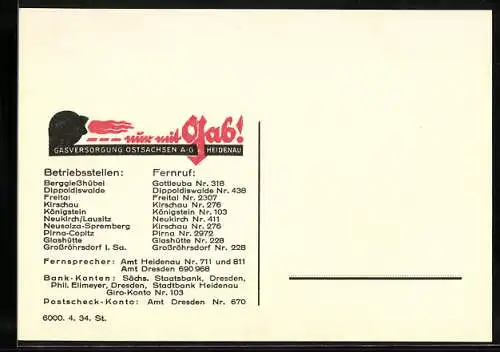 nur mit Gas!
GASVERSORGUNG OSTSACHSEN A-G HEIDENAU
Betriebsstellen: Fernruf:
Berggießhübel Gottleuba Nr. 318
Dippoldiswalde Dippoldiswalde Nr. 438
Freital Freital Nr. 2307
Kirschau Kirschau Nr. 276
Königstein Königstein Nr. 103
Neukirch/Lausitz Neukirch Nr. 411
Neusalza-Spremberg Kirschau Nr. 276
Pirna-Copitz Pirna Nr. 2972
Glashütte Glashütte Nr. 228
Großröhrsdorf i. Sa. Großröhrsdorf Nr. 228
Fernsprecher: Amt Heidenau Nr. 711 und 811
Amt Dresden 690968
Bank-Konten: Sächs. Staatsbank, Dresden,
Phil. Elimeyer, Dresden, Stadtbank Heidenau
Giro-Konto Nr. 103
Postscheck-Konto: Amt Dresden Nr. 670
6000. 4. 34. St.